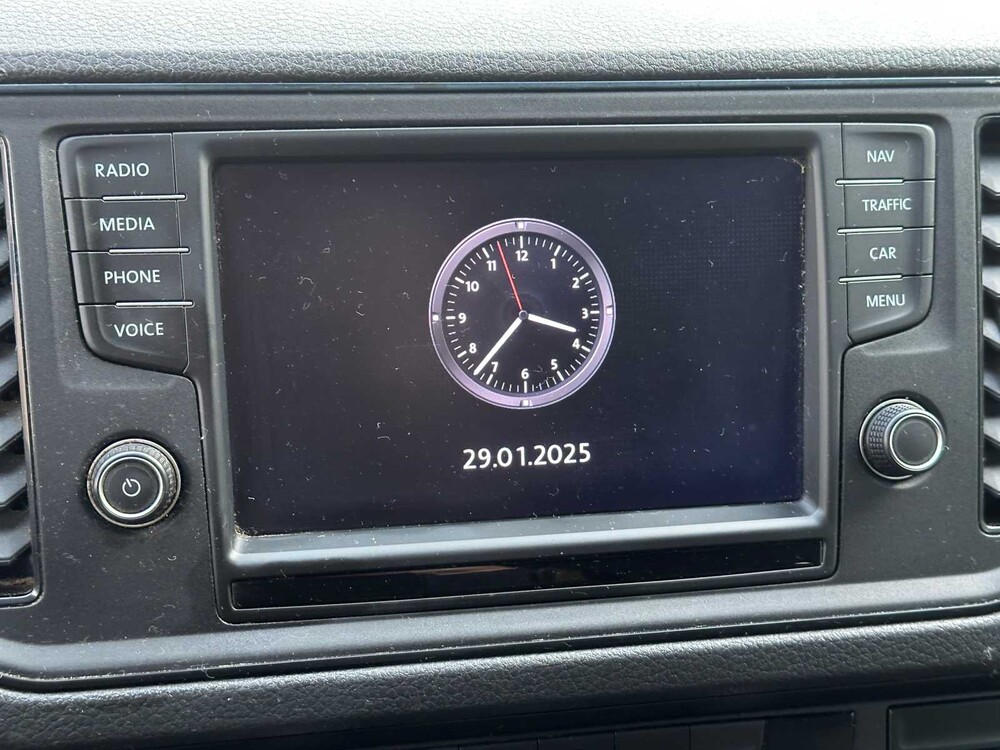 RADIO
MEDIA
PHONE
VOICE
12
1
2
3
4
5
6
7
8
9
10
11
29.01.2025
NAV
TRAFFIC
CAR
MENU